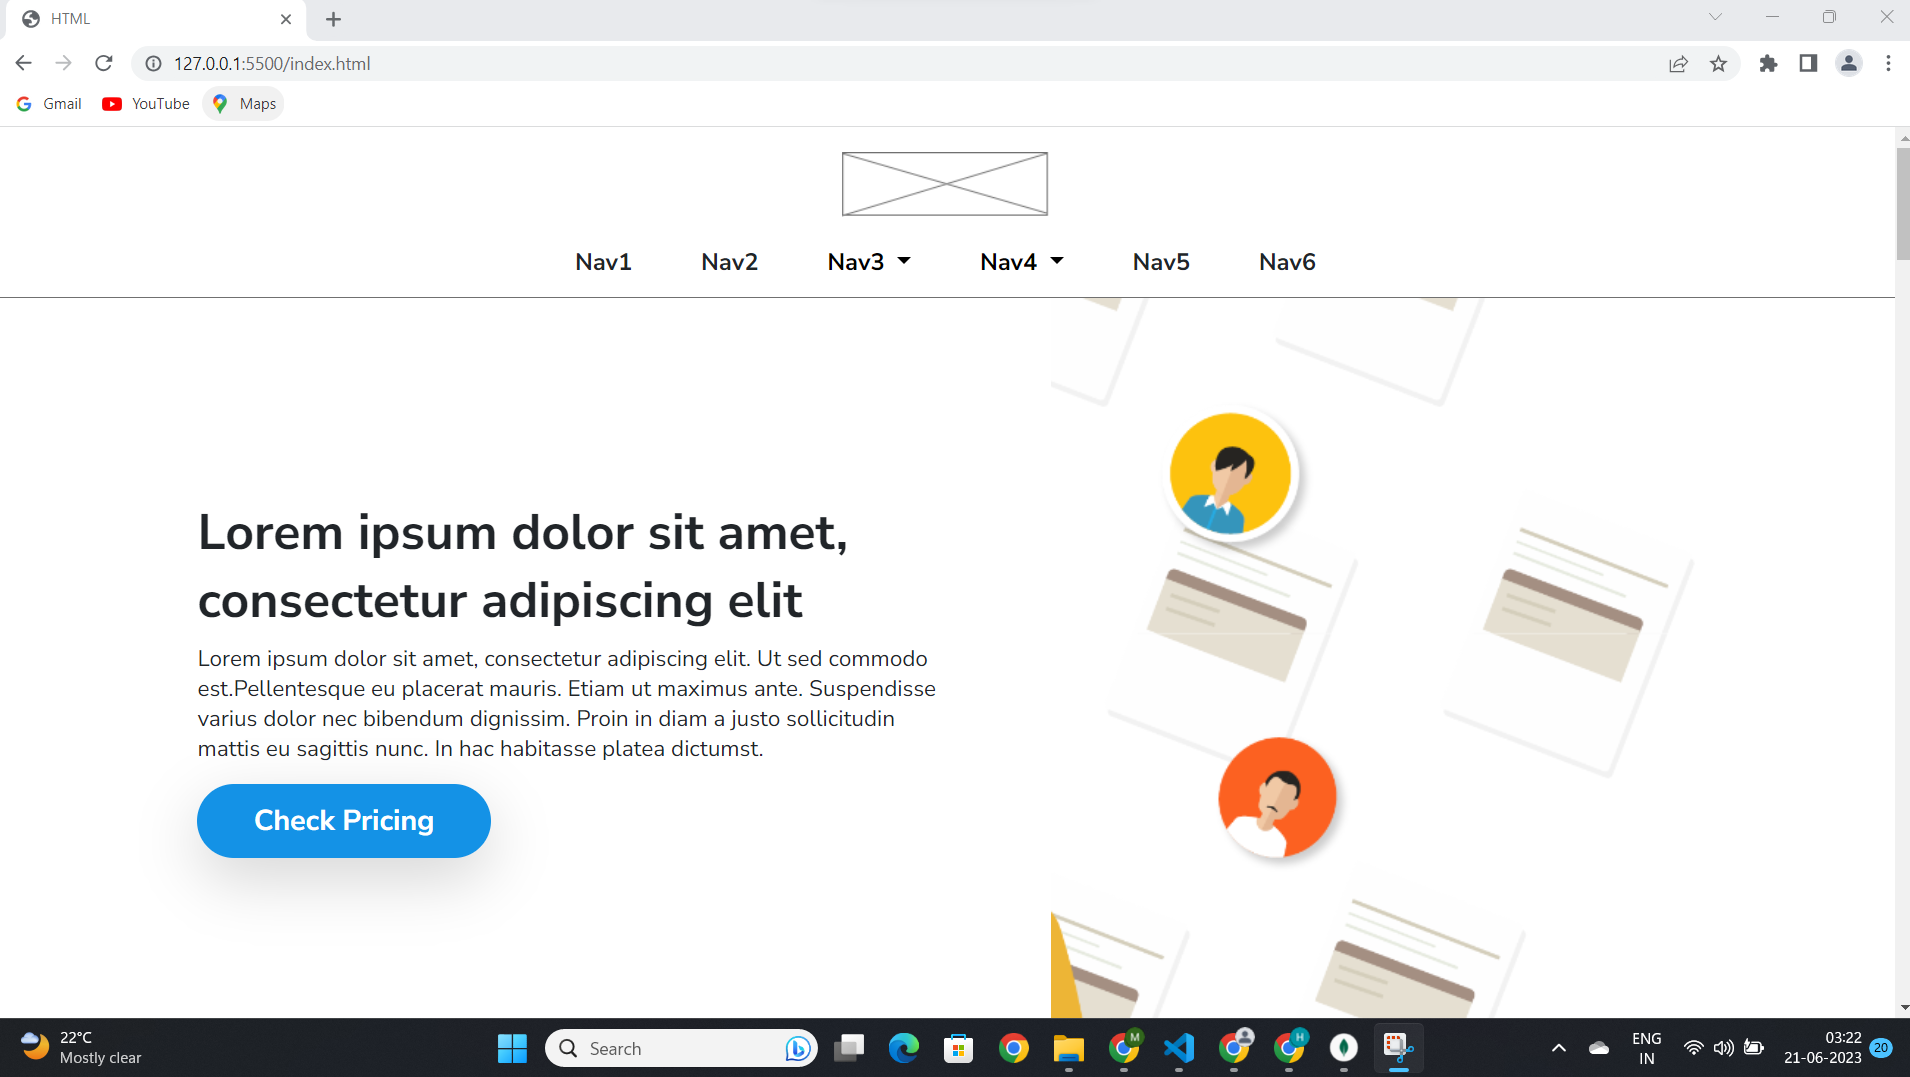 HTML
127.0.0.1:5500/index.html
Gmail YouTube Maps
Nav1 Nav2 Nav3 Nav4 Nav5 Nav6
Lorem ipsum dolor sit amet,
consectetur adipiscing elit
Lorem ipsum dolor sit amet, consectetur adipiscing elit. Ut sed commodo
est.Pellentesque eu placerat mauris. Etiam ut maximus ante. Suspendisse
varius dolor nec bibendum dignissim. Proin in diam a justo sollicitudin
mattis eu sagittis nunc. In hac habitasse platea dictumst.
Check Pricing
22°C
Mostly clear
Search
M
H
ENG
IN
03:22
21-06-2023
20